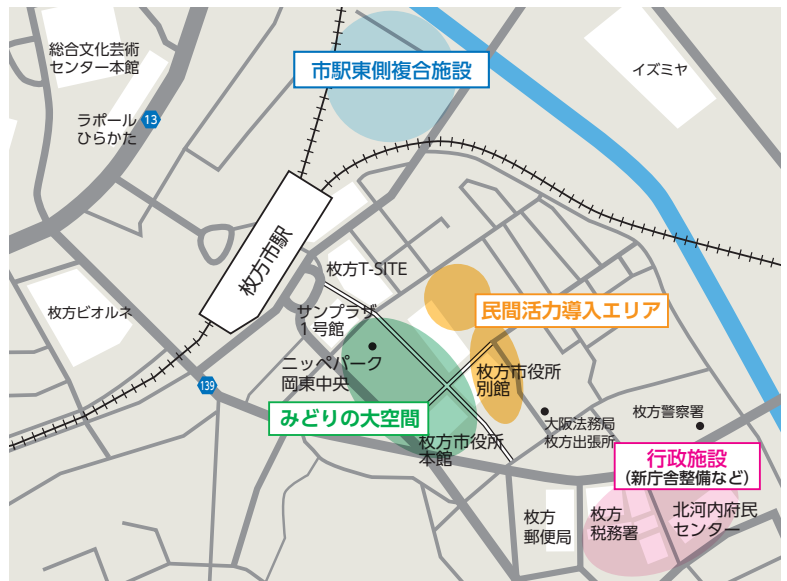 総合文化芸術
センター本館
市駅東側複合施設
イズミヤ
ラポール
ひらかた
13
枚方市駅
枚方T-SITE
枚方ビオルネ
サンプラザ
1号館
民間活力導入エリア
ニッペパーク
岡東中央
枚方市役所
別館
139
みどりの大空間
大阪法務局
枚方出張所
枚方警察署
枚方市役所
本館
行政施設
(新庁舎整備など)
枚方
郵便局
枚方
税務署
北河内府民
センター